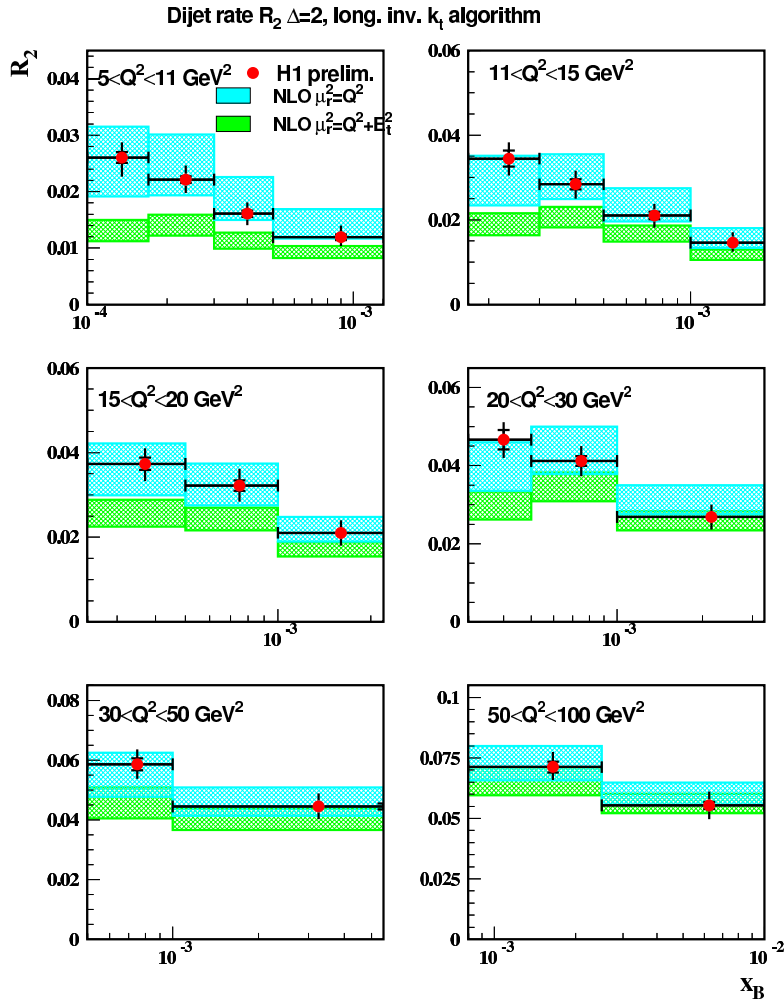 Dijet rate R₂ Δ=2, long. inv. kₜ algorithm
R₂
5<Q²<11 GeV²
H1 prelim.
NLO μᵣ²=Q²
NLO μᵣ²=Q²+Eₜ²
0.04
0.03
0.02
0.01
0
10⁻⁴
10⁻³
11<Q²<15 GeV²
0.06
0.04
0.02
0
10⁻³
15<Q²<20 GeV²
0.06
0.04
0.02
0
10⁻³
20<Q²<30 GeV²
0.06
0.04
0.02
0
10⁻³
30<Q²<50 GeV²
0.08
0.06
0.04
0.02
0
10⁻³
50<Q²<100 GeV²
0.1
0.075
0.05
0.025
0
10⁻³
10⁻²
x_B